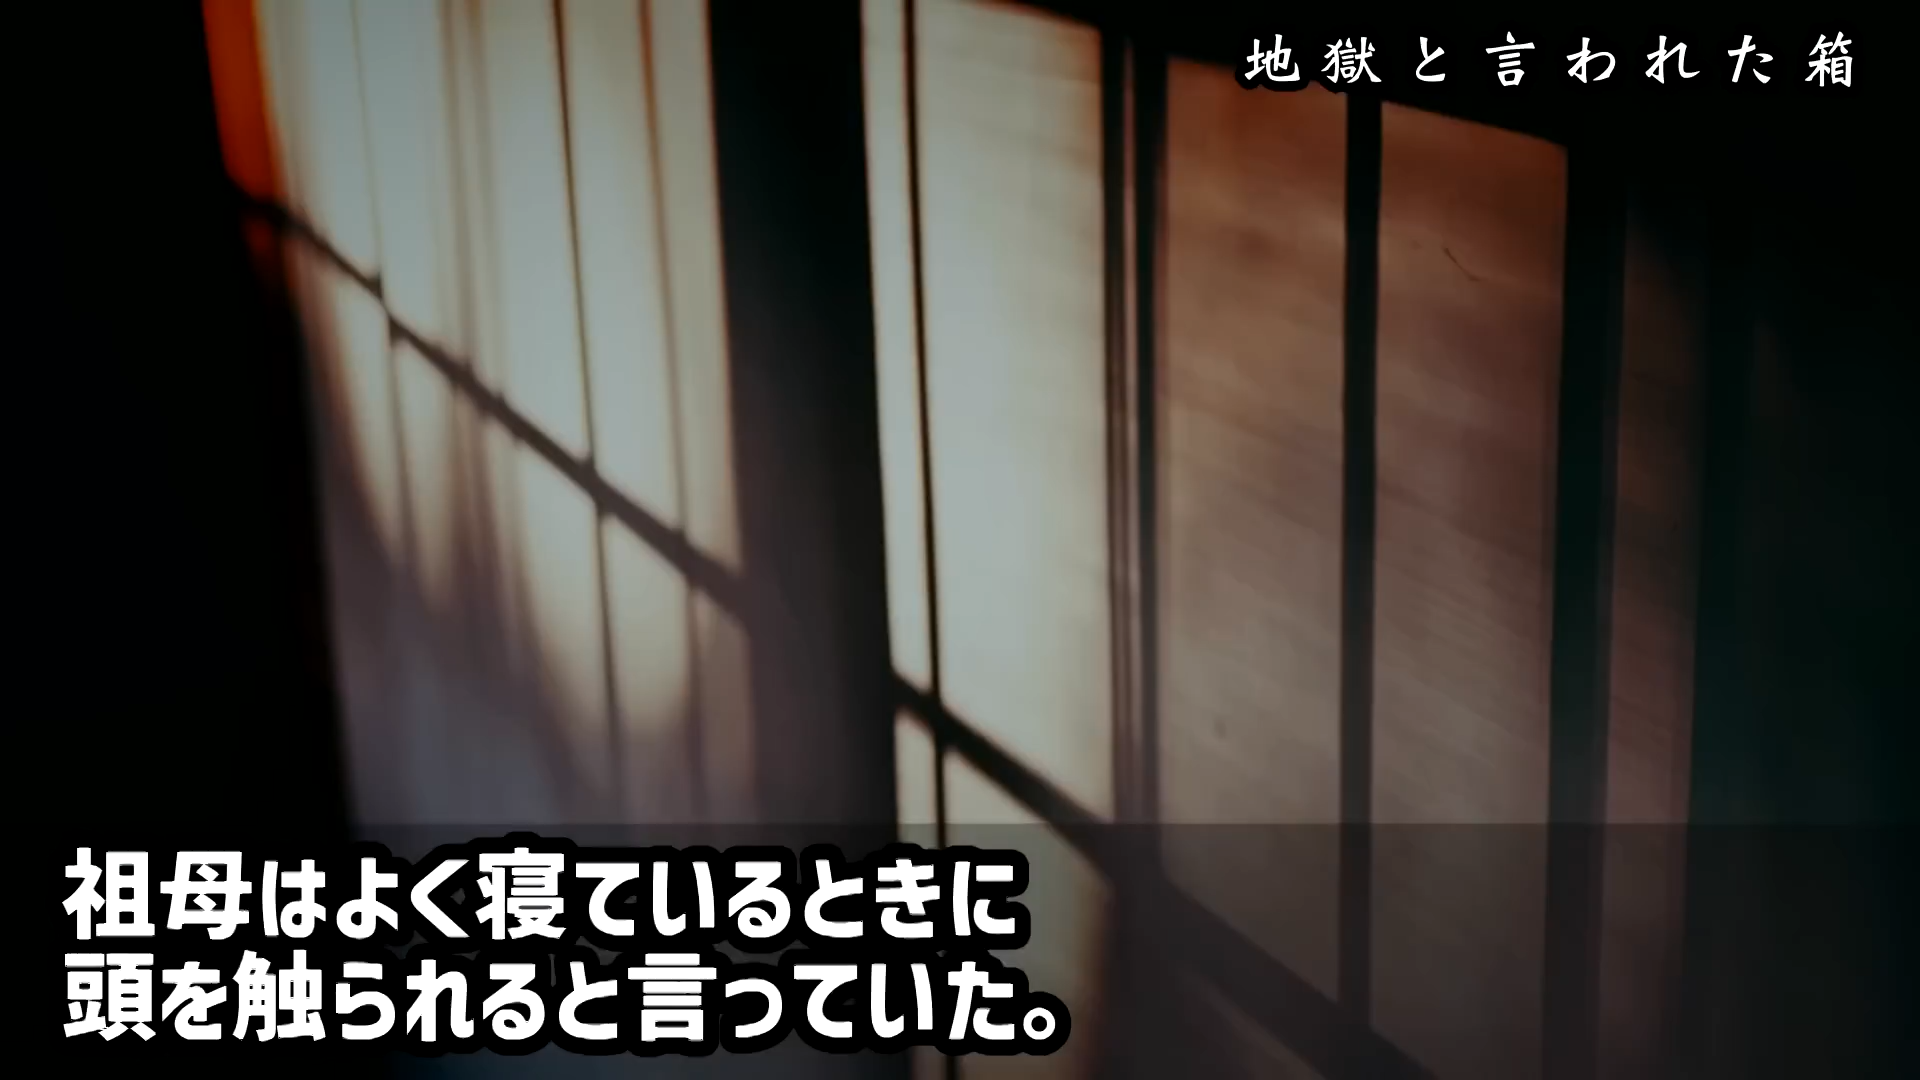 地獄と言われた箱
祖母はよく寝ているときに
頭を触られると言っていた。